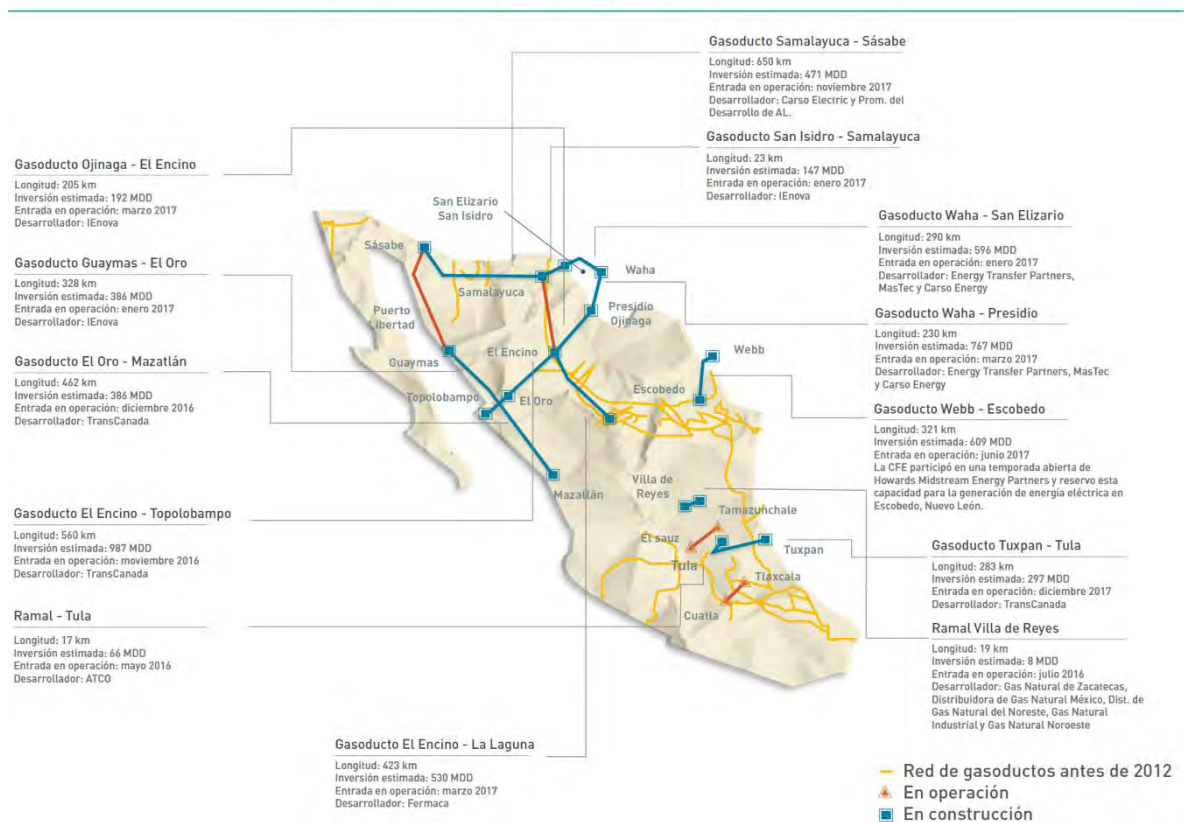 Gasoducto Samalayuca - Sásabe
Longitud: 650 km
Inversión estimada: 471 MDD
Entrada en operación: noviembre 2017
Desarrollador: Carso Electric y Prom. del
Desarrollo de AL.
Gasoducto San Isidro - Samalayuca
Longitud: 23 km
Inversión estimada: 147 MDD
Entrada en operación: enero 2017
Desarrollador: IEnova
Gasoducto Ojinaga - El Encino
Longitud: 205 km
Inversión estimada: 192 MDD
Entrada en operación: marzo 2017
Desarrollador: IEnova
Gasoducto Guaymas - El Oro
Longitud: 328 km
Inversión estimada: 386 MDD
Entrada en operación: enero 2017
Desarrollador: IEnova
Gasoducto El Oro - Mazatlán
Longitud: 462 km
Inversión estimada: 386 MDD
Entrada en operación: diciembre 2016
Desarrollador: TransCanada
Gasoducto El Encino - Topolobampo
Longitud: 560 km
Inversión estimada: 987 MDD
Entrada en operación: moviembre 2016
Desarrollador: TransCanada
Ramal - Tula
Longitud: 17 km
Inversión estimada: 66 MDD
Entrada en operación: mayo 2016
Desarrollador: ATCO
Gasoducto El Encino - La Laguna
Longitud: 423 km
Inversión estimada: 530 MDD
Entrada en operación: marzo 2017
Desarrollador: Fermaca
San Elizario
San Isidro
Sásabe
Samalayuca
Waha
Presidio
Ojinaga
Puerto
Libertad
Guaymas
El Encino
Webb
Topolobampo
El Oro
Escobedo
Mazatlán
Villa de
Reyes
Tamazunchale
El sauz
Tula
Tuxpan
Tlaxcala
Cuatla
Gasoducto Waha - San Elizario
Longitud: 290 km
Inversión estimada: 596 MDD
Entrada en operación: enero 2017
Desarrollador: Energy Transfer Partners,
MasTec y Carso Energy
Gasoducto Waha - Presidio
Longitud: 230 km
Inversión estimada: 767 MDD
Entrada en operación: marzo 2017
Desarrollador: Energy Transfer Partners, MasTec
y Carso Energy
Gasoducto Webb - Escobedo
Longitud: 321 km
Inversión estimada: 609 MDD
Entrada en operación: junio 2017
La CFE participó en una temporada abierta de
Howards Midstream Energy Partners y reservo esta
capacidad para la generación de energía eléctrica en
Escobedo, Nuevo León.
Gasoducto Tuxpan - Tula
Longitud: 283 km
Inversión estimada: 297 MDD
Entrada en operación: diciembre 2017
Desarrollador: TransCanada
Ramal Villa de Reyes
Longitud: 19 km
Inversión estimada: 8 MDD
Entrada en operación: julio 2016
Desarrollador: Gas Natural de Zacatecas,
Distribuidora de Gas Natural México, Dist. de
Gas Natural del Noreste, Gas Natural
Industrial y Gas Natural Noroeste
Red de gasoductos antes de 2012
En operación
En construcción